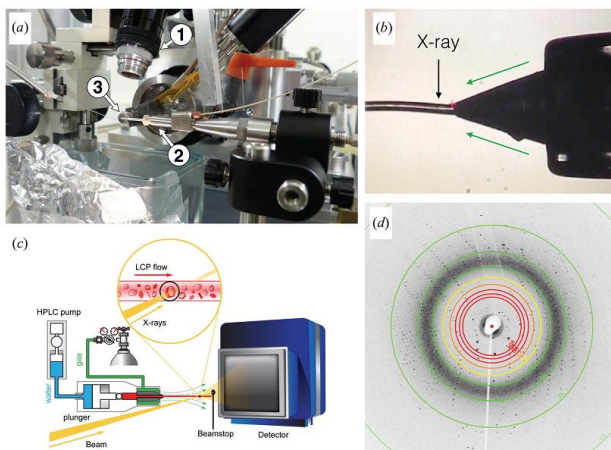 (a)
1
3
2
(b)
X-ray
(c)
LCP flow
X-rays
HPLC pump
gas
water
plunger
Beam
Beamstop
Detector
(d)